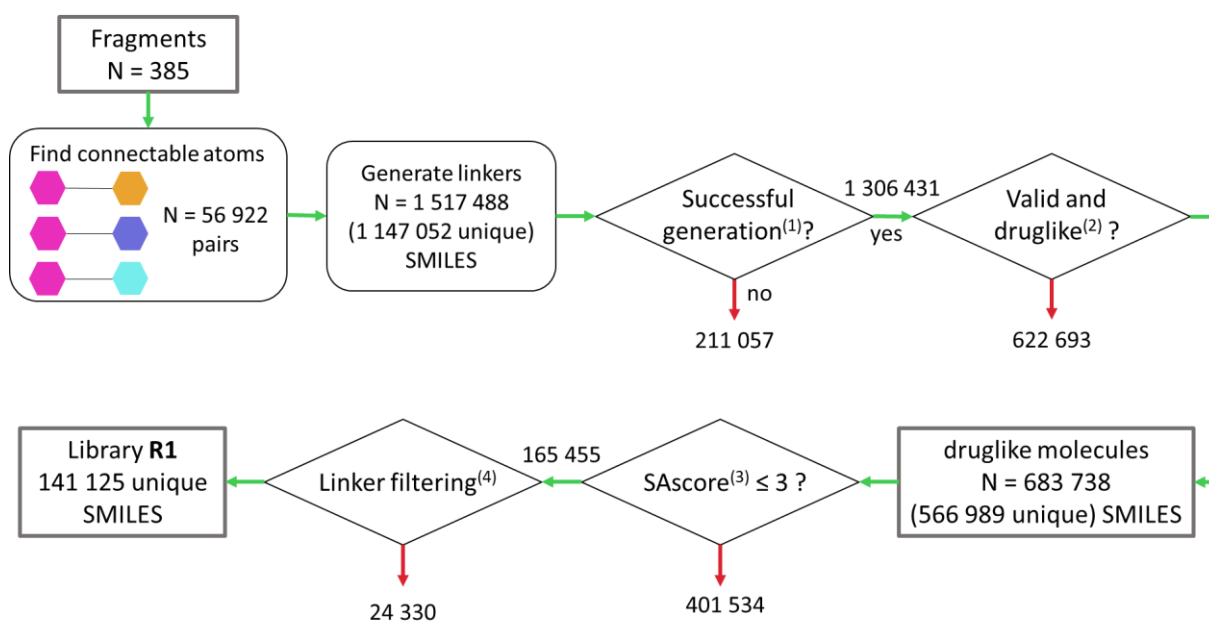 Fragments
N = 385
Find connectable atoms
N = 56 922
pairs
Generate linkers
N = 1 517 488
(1 147 052 unique)
SMILES
Successful
generation(1)?
no
211 057
1 306 431
yes
Valid and
druglike(2) ?
622 693
druglike molecules
N = 683 738
(566 989 unique) SMILES
SAscore(3) ≤ 3 ?
401 534
165 455
Linker filtering(4)
24 330
Library R1
141 125 unique
SMILES